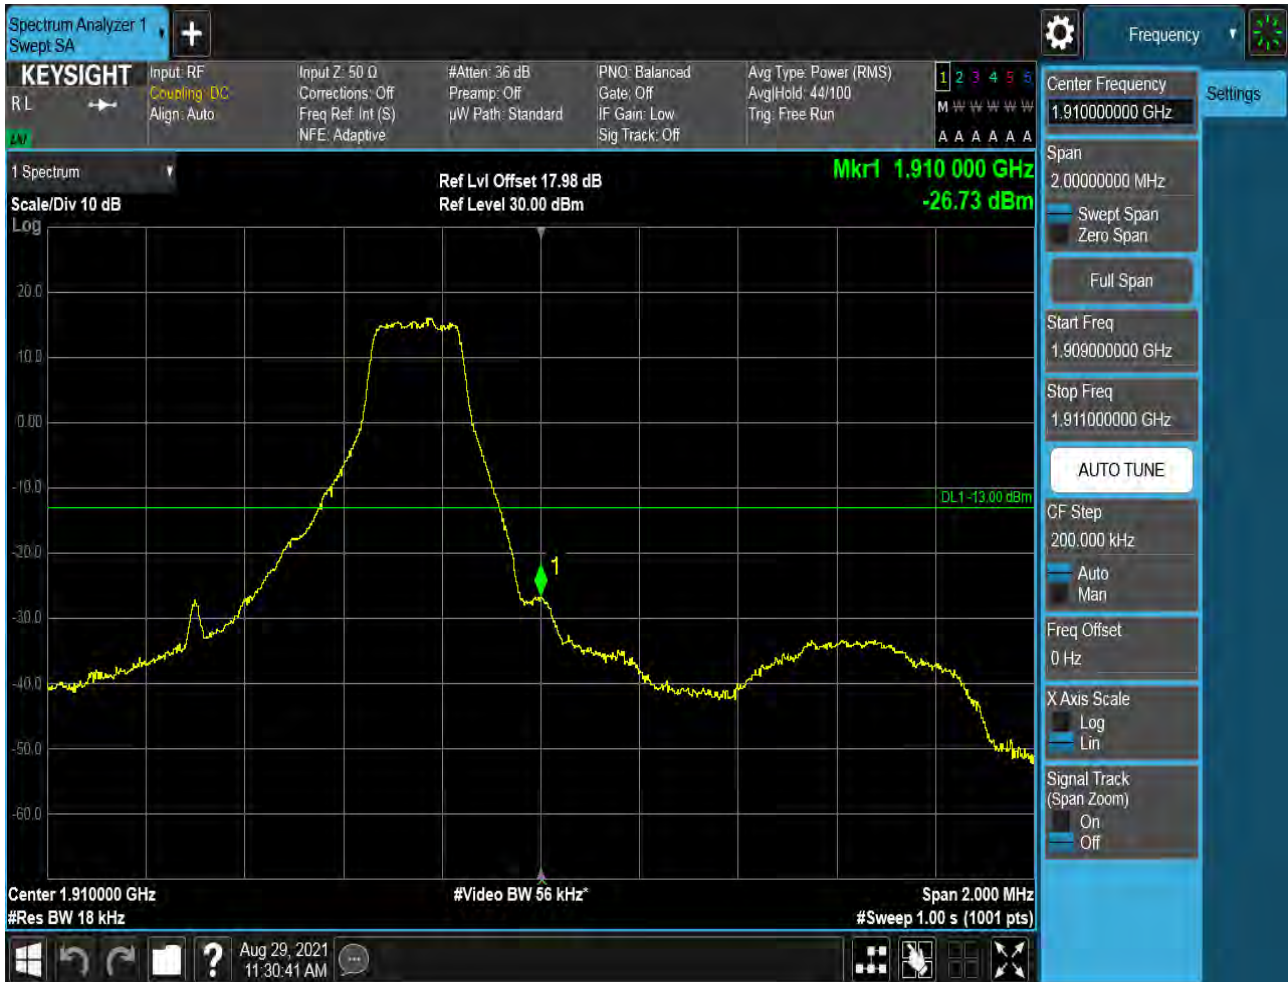 Spectrum Analyzer 1
Swept SA
Frequency
KEYSIGHT
R L
Input: RF
Coupling: DC
Align: Auto
Input Z: 50 Ω
Corrections: Off
Freq Ref: Int (S)
NFE: Adaptive
#Atten: 36 dB
Preamp: Off
µW Path: Standard
PNO: Balanced
Gate: Off
IF Gain: Low
Sig Track: Off
Avg Type: Power (RMS)
Avg|Hold: 44/100
Trig: Free Run
1 2 3 4 5 6
M W W W W W
A A A A A A
1 Spectrum
Scale/Div 10 dB
Log
Ref Lvl Offset 17.98 dB
Ref Level 30.00 dBm
Mkr1 1.910 000 GHz
-26.73 dBm
20.0
10.0
0.00
-10.0
-20.0
-30.0
-40.0
-50.0
-60.0
DL1 -13.00 dBm
1
Center 1.910000 GHz
#Res BW 18 kHz
#Video BW 56 kHz*
Span 2.000 MHz
#Sweep 1.00 s (1001 pts)
Aug 29, 2021
11:30:41 AM
?
Center Frequency
1.910000000 GHz
Settings
Span
2.00000000 MHz
Swept Span
Zero Span
Full Span
Start Freq
1.909000000 GHz
Stop Freq
1.911000000 GHz
AUTO TUNE
CF Step
200.000 kHz
Auto
Man
Freq Offset
0 Hz
X Axis Scale
Log
Lin
Signal Track
(Span Zoom)
On
Off